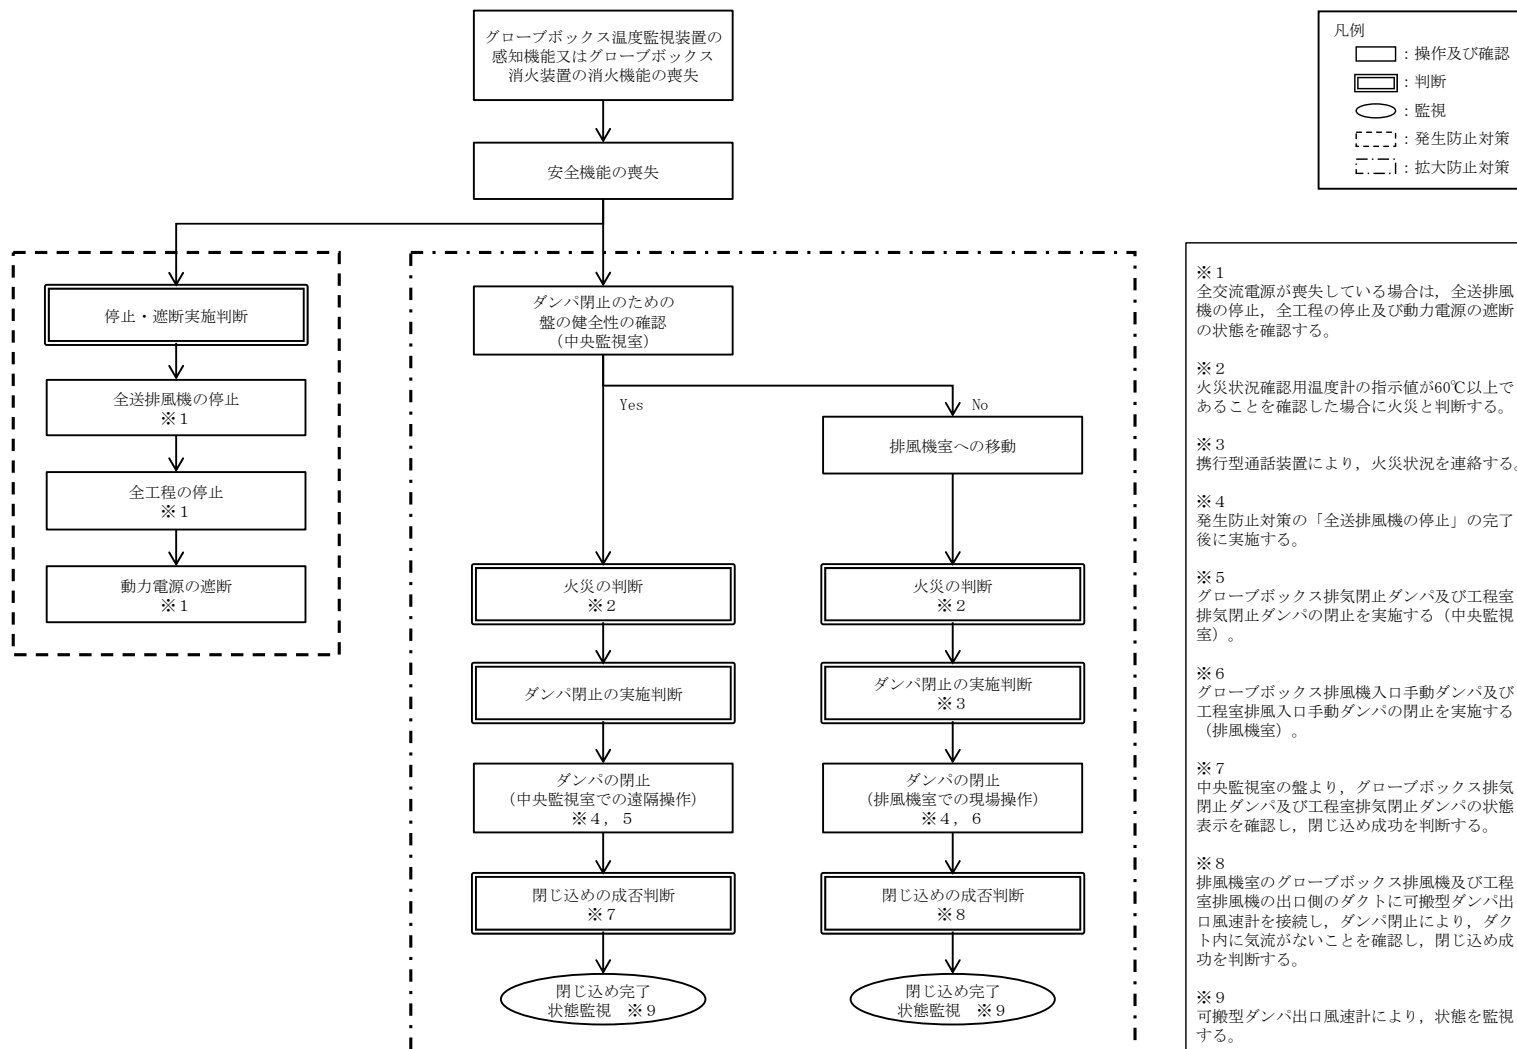 グローブボックス温度監視装置の
感知機能又はグローブボックス
消火装置の消火機能の喪失
安全機能の喪失
停止・遮断実施判断
全送排風機の停止
※1
全工程の停止
※1
動力電源の遮断
※1
ダンパ閉止のための
盤の健全性の確認
（中央監視室）
Yes
No
排風機室への移動
火災の判断
※2
火災の判断
※2
ダンパ閉止の実施判断
ダンパ閉止の実施判断
※3
ダンパの閉止
（中央監視室での遠隔操作）
※4，5
ダンパの閉止
（排風機室での現場操作）
※4，6
閉じ込めの成否判断
※7
閉じ込めの成否判断
※8
閉じ込め完了
状態監視　※9
閉じ込め完了
状態監視　※9
凡例
：操作及び確認
：判断
：監視
：発生防止対策
：拡大防止対策
※1
全交流電源が喪失している場合は，全送排風
機の停止，全工程の停止及び動力電源の遮断
の状態を確認する。
※2
火災状況確認用温度計の指示値が60℃以上で
あることを確認した場合に火災と判断する。
※3
携行型通話装置により，火災状況を連絡する。
※4
発生防止対策の「全送排風機の停止」の完了
後に実施する。
※5
グローブボックス排気閉止ダンパ及び工程室
排気閉止ダンパの閉止を実施する（中央監視
室）。
※6
グローブボックス排風機入口手動ダンパ及び
工程室排風入口手動ダンパの閉止を実施する
（排風機室）。
※7
中央監視室の盤より，グローブボックス排気
閉止ダンパ及び工程室排気閉止ダンパの状態
表示を確認し，閉じ込め成功を判断する。
※8
排風機室のグローブボックス排風機及び工程
室排風機の出口側のダクトに可搬型ダンパ出
口風速計を接続し，ダンパ閉止により，ダク
ト内に気流がないことを確認し，閉じ込め成
功を判断する。
※9
可搬型ダンパ出口風速計により，状態を監視
する。